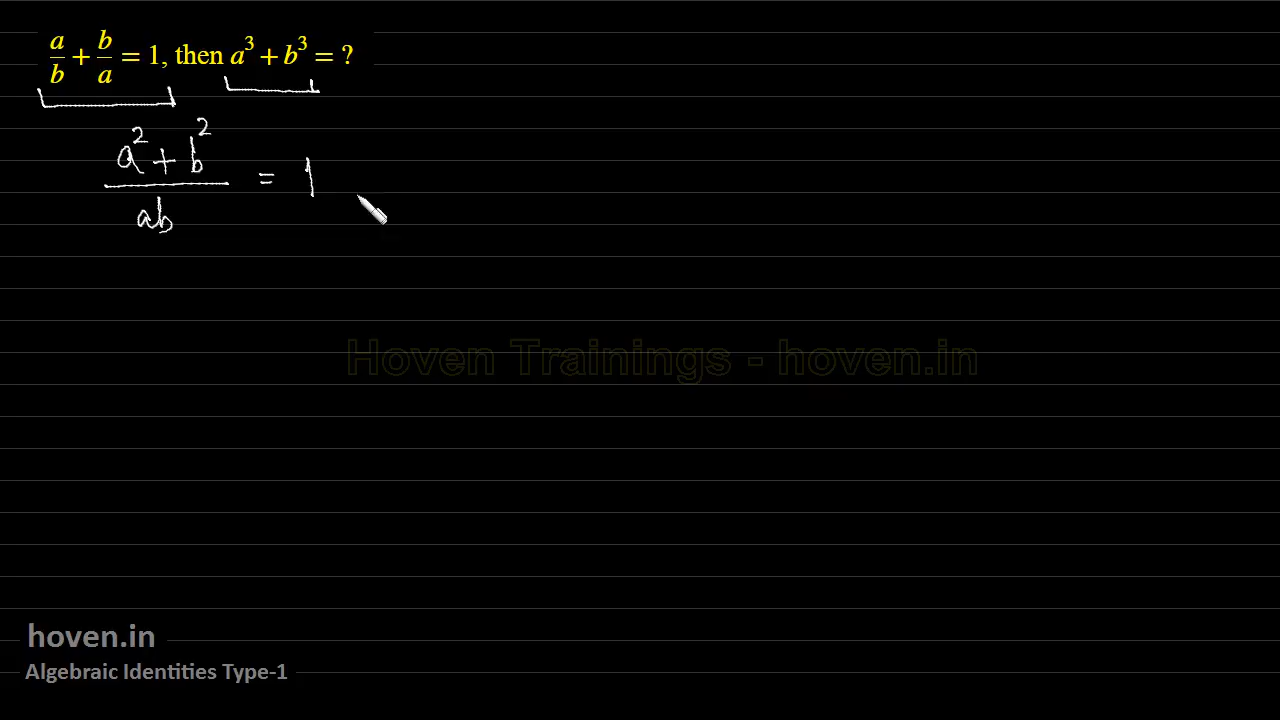 a/b + b/a = 1, then a³ + b³ = ?
a² + b² / ab = 1
Hoven Trainings - hoven.in
hoven.in
Algebraic Identities Type-1